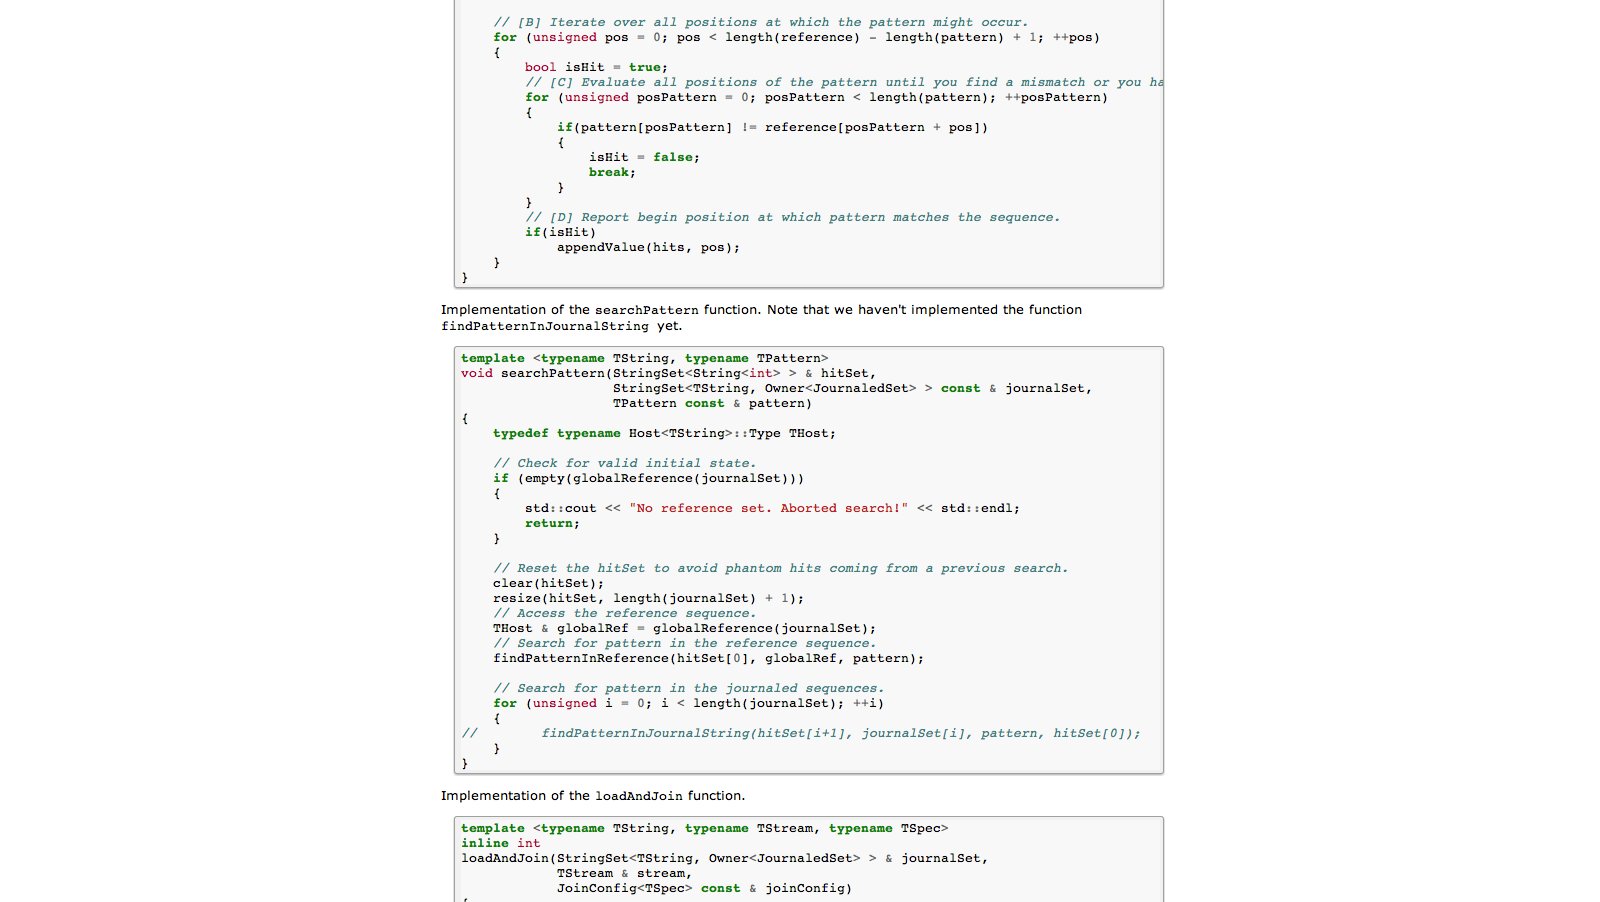 // [B] Iterate over all positions at which the pattern might occur.
for (unsigned pos = 0; pos < length(reference) - length(pattern) + 1; ++pos)
{
bool isHit = true;
// [C] Evaluate all positions of the pattern until you find a mismatch or you ha
for (unsigned posPattern = 0; posPattern < length(pattern); ++posPattern)
{
if(pattern[posPattern] != reference[posPattern + pos])
{
isHit = false;
break;
}
}
// [D] Report begin position at which pattern matches the sequence.
if(isHit)
appendValue(hits, pos);
}
}
Implementation of the searchPattern function. Note that we haven't implemented the function
findPatternInJournalString yet.
template <typename TString, typename TPattern>
void searchPattern(StringSet<String<int> > & hitSet,
StringSet<TString, Owner<JournaledSet> > const & journalSet,
TPattern const & pattern)
{
typedef typename Host<TString>::Type THost;
// Check for valid initial state.
if (empty(globalReference(journalSet)))
{
std::cout << "No reference set. Aborted search!" << std::endl;
return;
}
// Reset the hitSet to avoid phantom hits coming from a previous search.
clear(hitSet);
resize(hitSet, length(journalSet) + 1);
// Access the reference sequence.
THost & globalRef = globalReference(journalSet);
// Search for pattern in the reference sequence.
findPatternInReference(hitSet[0], globalRef, pattern);
// Search for pattern in the journaled sequences.
for (unsigned i = 0; i < length(journalSet); ++i)
{
// findPatternInJournalString(hitSet[i+1], journalSet[i], pattern, hitSet[0]);
}
}
Implementation of the loadAndJoin function.
template <typename TString, typename TStream, typename TSpec>
inline int
loadAndJoin(StringSet<TString, Owner<JournaledSet> > & journalSet,
TStream & stream,
JoinConfig<TSpec> const & joinConfig)
{